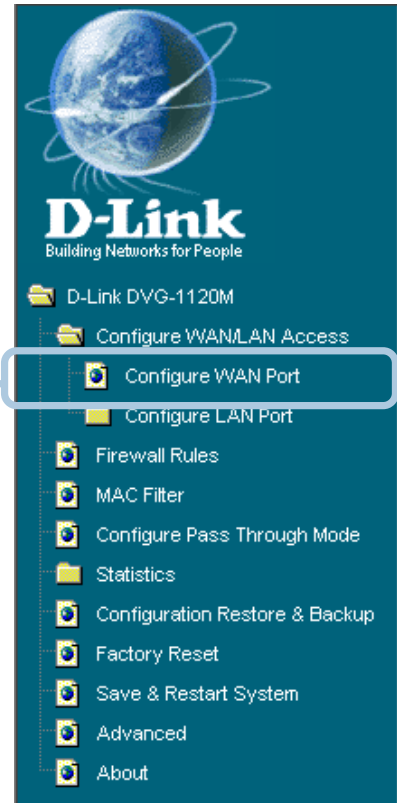 D-Link
Building Networks for People
D-Link DVG-1120M
Configure WAN/LAN Access
Configure WAN Port
Configure LAN Port
Firewall Rules
MAC Filter
Configure Pass Through Mode
Statistics
Configuration Restore & Backup
Factory Reset
Save & Restart System
Advanced
About